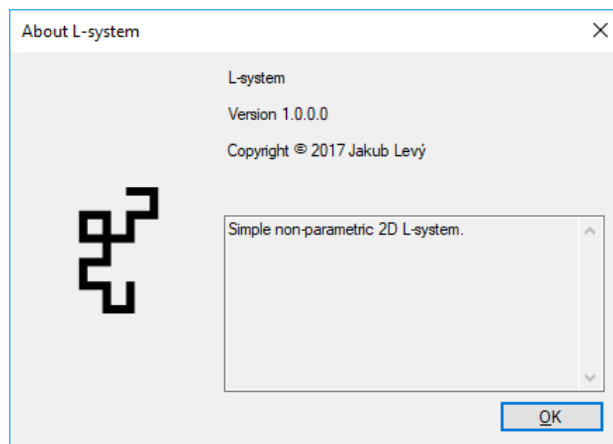 About L-system
L-system
Version 1.0.0.0
Copyright © 2017 Jakub Levý
Simple non-parametric 2D L-system.
OK